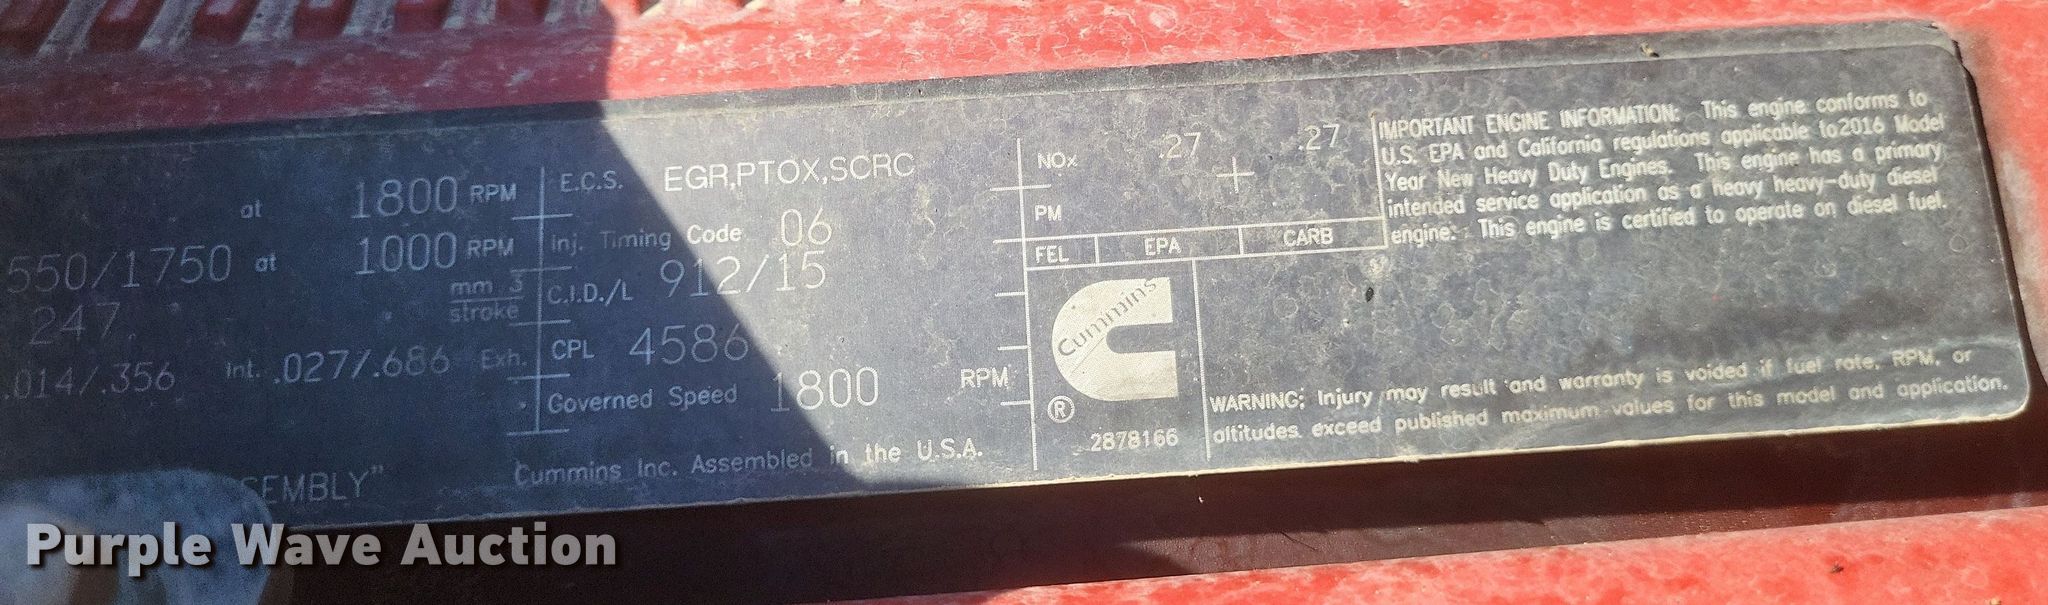 at 1800 RPM
550/1750 at 1000 RPM
247 mm 3
stroke
.014/.356 Int. .027/.686 Exh.
SEMBLY"
E.C.S. EGR,PTOX,SCRC
Inj. Timing Code 06
C.I.D./L 912/15
CPL 4586
Governed Speed 1800 RPM
Cummins Inc. Assembled in the U.S.A.
NOx .27 .27
PM
FEL EPA CARB
Cummins
®
2878166
IMPORTANT ENGINE INFORMATION: This engine conforms to
U.S. EPA and California regulations applicable to 2016 Model
Year New Heavy Duty Engines. This engine has a primary
intended service application as a heavy heavy-duty diesel
engine. This engine is certified to operate on diesel fuel.
WARNING: Injury may result and warranty is voided if fuel rate, RPM, or
altitudes exceed published maximum values for this model and application.
Purple Wave Auction